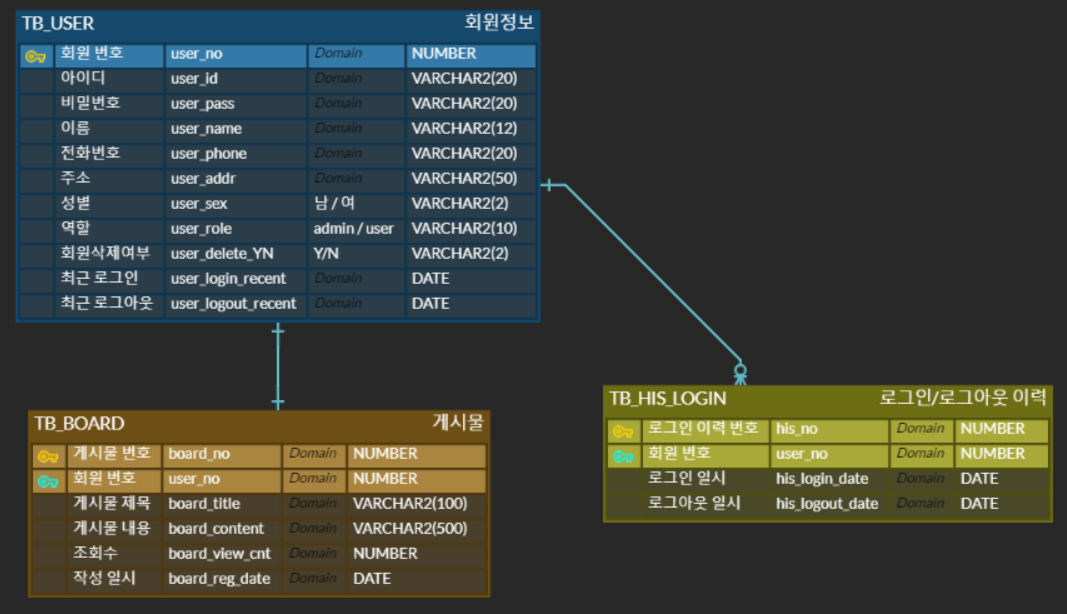 TB_USER 회원정보
회원 번호 user_no Domain NUMBER
아이디 user_id Domain VARCHAR2(20)
비밀번호 user_pass Domain VARCHAR2(20)
이름 user_name Domain VARCHAR2(12)
전화번호 user_phone Domain VARCHAR2(20)
주소 user_addr Domain VARCHAR2(50)
성별 user_sex 남 / 여 VARCHAR2(2)
역할 user_role admin / user VARCHAR2(10)
회원삭제여부 user_delete_YN Y/N VARCHAR2(2)
최근 로그인 user_login_recent Domain DATE
최근 로그아웃 user_logout_recent Domain DATE
TB_BOARD 게시물
게시물 번호 board_no Domain NUMBER
회원 번호 user_no Domain NUMBER
게시물 제목 board_title Domain VARCHAR2(100)
게시물 내용 board_content Domain VARCHAR2(500)
조회수 board_view_cnt Domain NUMBER
작성 일시 board_reg_date Domain DATE
TB_HIS_LOGIN 로그인/로그아웃 이력
로그인 이력 번호 his_no Domain NUMBER
회원 번호 user_no Domain NUMBER
로그인 일시 his_login_date Domain DATE
로그아웃 일시 his_logout_date Domain DATE